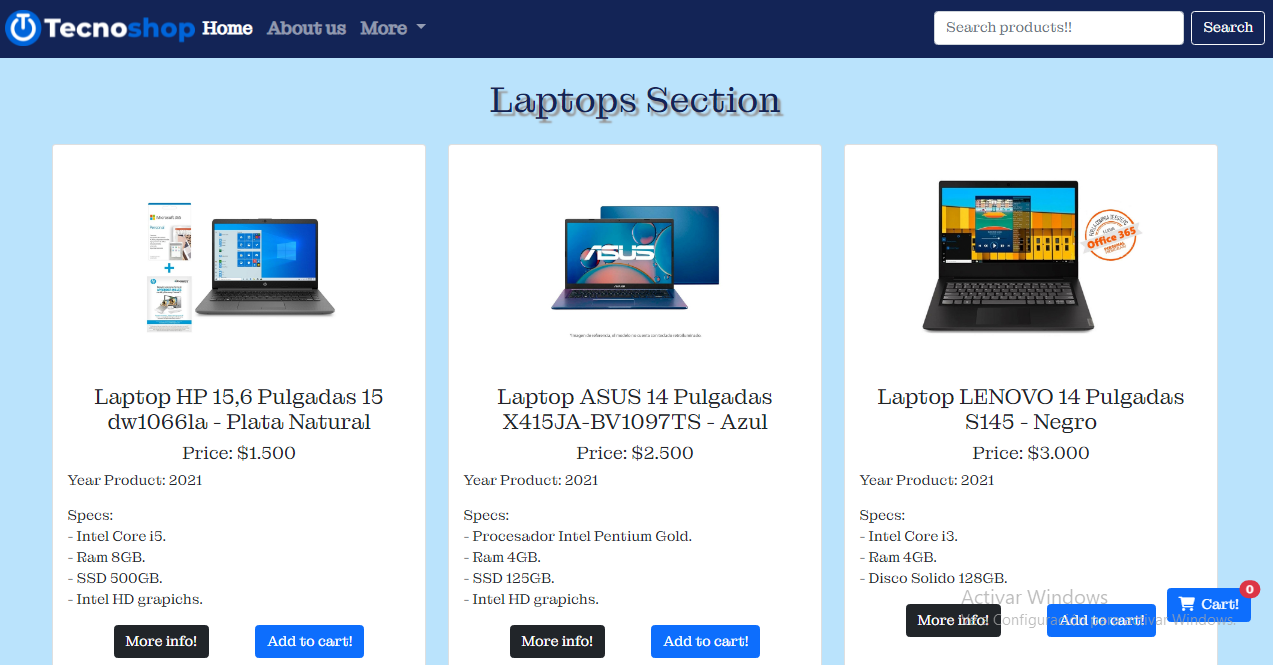 Tecnoshop Home About us More Search products!! Search
Laptops Section
Microsoft 365
+
ASUS
Office 365
Laptop HP 15,6 Pulgadas 15
dw1066la - Plata Natural
Price: $1.500
Year Product: 2021
Specs:
- Intel Core i5.
- Ram 8GB.
- SSD 500GB.
- Intel HD grapichs.
More info! Add to cart!
Laptop ASUS 14 Pulgadas
X415JA-BV1097TS - Azul
Price: $2.500
Year Product: 2021
Specs:
- Procesador Intel Pentium Gold.
- Ram 4GB.
- SSD 125GB.
- Intel HD grapichs.
More info! Add to cart!
Laptop LENOVO 14 Pulgadas
S145 - Negro
Price: $3.000
Year Product: 2021
Specs:
- Intel Core i3.
- Ram 4GB.
- Disco Solido 128GB.
More info! Add to cart!
Cart! 0
Activar Windows
Configuración para activar Windows.